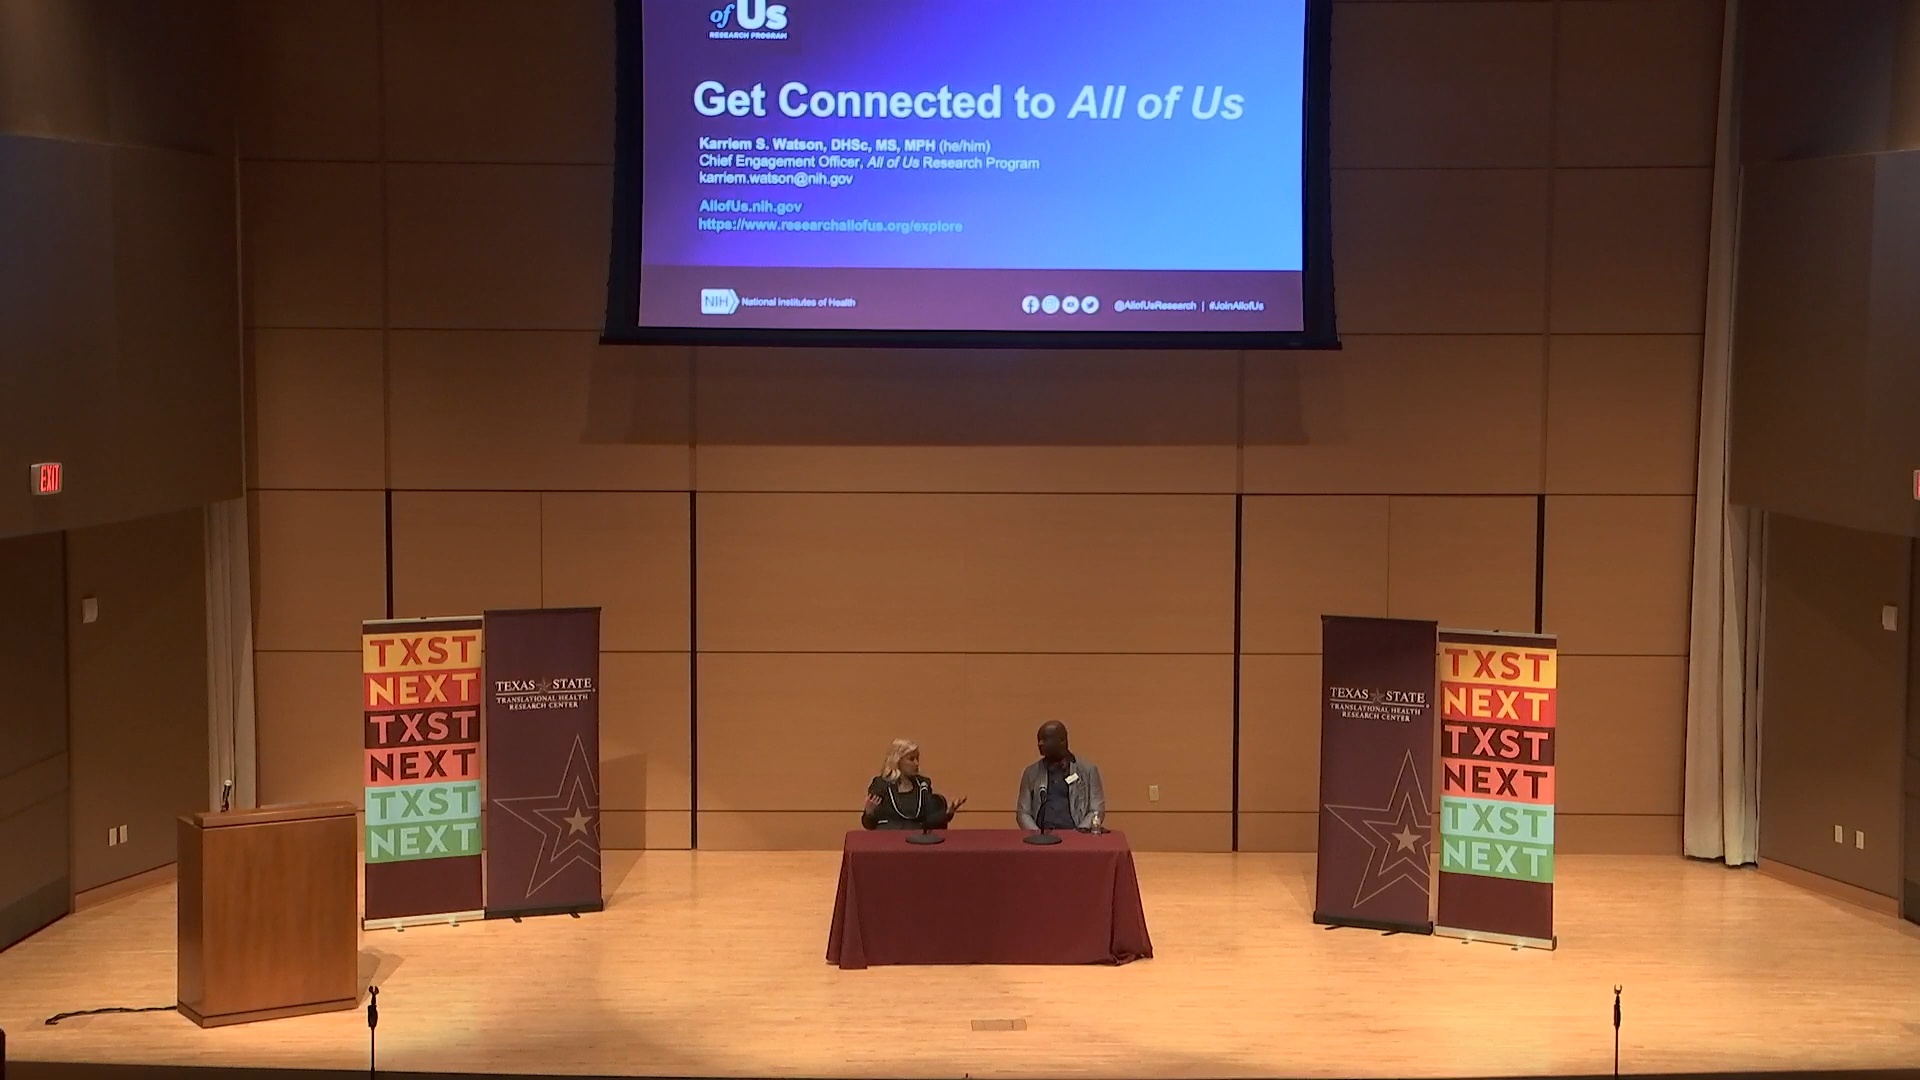 of Us
RESEARCH PROGRAM
Get Connected to All of Us
Karriem S. Watson, DHSc, MS, MPH (he/him)
Chief Engagement Officer, All of Us Research Program
karriem.watson@nih.gov
AllofUs.nih.gov
https://www.researchallofus.org/explore
NIH National Institutes of Health
@AllofUsResearch | #JoinAllofUs
EXIT
TXST
NEXT
TXST
NEXT
TXST
NEXT
TEXAS STATE
TRANSLATIONAL HEALTH
RESEARCH CENTER
TEXAS STATE
TRANSLATIONAL HEALTH
RESEARCH CENTER
TXST
NEXT
TXST
NEXT
TXST
NEXT